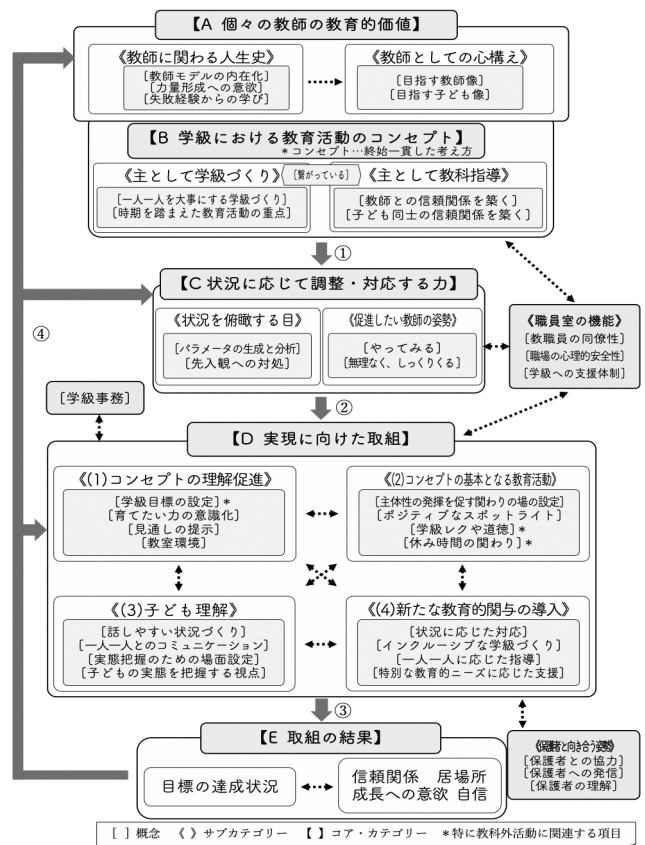 【A 個々の教師の教育的価値】
《教師に関わる人生史》
[教師モデルの内在化]
[力量形成への意欲]
[失敗経験からの学び]
《教師としての心構え》
[目指す教師像]
[目指す子ども像]
【B 学級における教育活動のコンセプト】
*コンセプト…終始一貫した考え方
《主として学級づくり》
[繋がっている]
《主として教科指導》
[一人一人を大事にする学級づくり]
[時期を踏まえた教育活動の重点]
[教師との信頼関係を築く]
[子ども同士の信頼関係を築く]
①
【C 状況に応じて調整・対応する力】
《状況を俯瞰する目》
[パラメータの生成と分析]
[先入観への対処]
《促進したい教師の姿勢》
[やってみる]
[無理なく、しっくりくる]
《職員室の機能》
[教職員の同僚性]
[職場の心理的安全性]
[学級への支援体制]
④
[学級事務]
②
【D 実現に向けた取組】
《(1)コンセプトの理解促進》
[学級目標の設定]*
[育てたい力の意識化]
[見通しの提示]
[教室環境]
《(2)コンセプトの基本となる教育活動》
[主体性の発揮を促す関わりの場の設定]
[ポジティブなスポットライト]
[学級レクや道徳]*
[休み時間の関わり]*
《(3)子ども理解》
[話しやすい状況づくり]
[一人一人とのコミュニケーション]
[実態把握のための場面設定]
[子どもの実態を把握する視点]
《(4)新たな教育的関与の導入》
[状況に応じた対応]
[インクルーシブな学級づくり]
[一人一人に応じた指導]
[特別な教育的ニーズに応じた支援]
③
【E 取組の結果】
目標の達成状況
信頼関係 居場所
成長への意欲 自信
《保護者と向き合う姿勢》
[保護者との協力]
[保護者への発信]
[保護者の理解]
[ ] 概念 《 》サブカテゴリー 【 】コア・カテゴリー *特に教科外活動に関連する項目